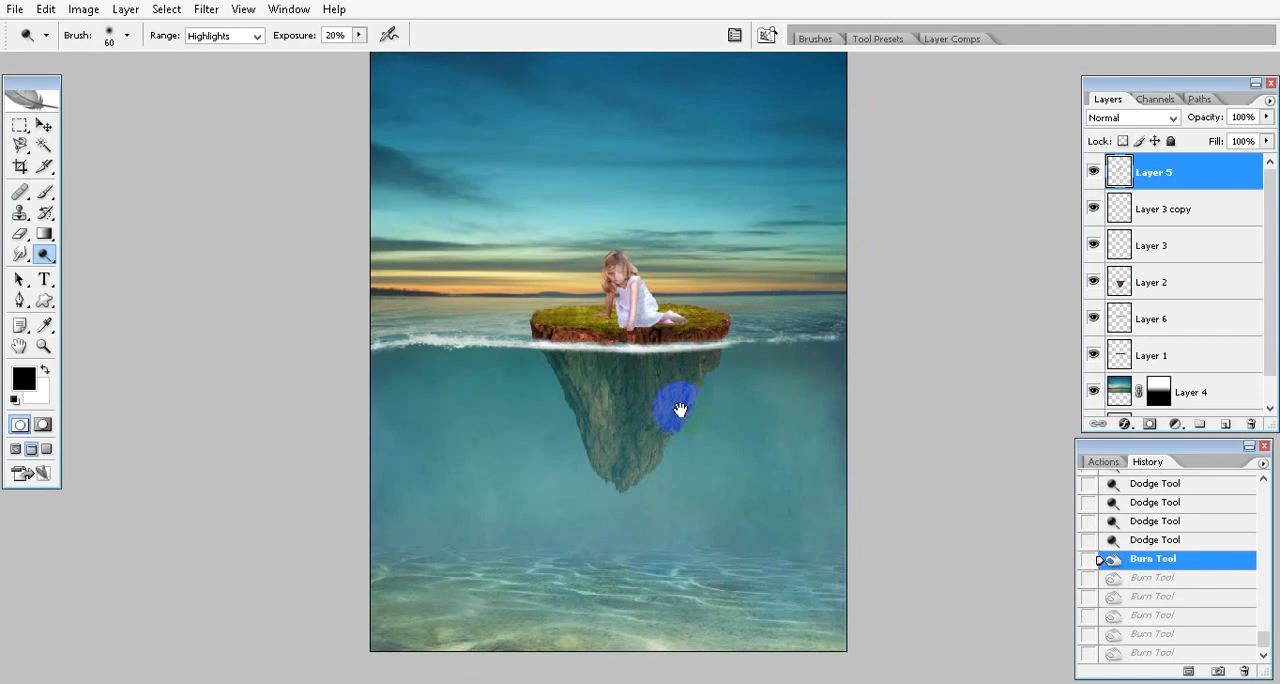 File Edit Image Layer Select Filter View Window Help
Brush: 60 Range: Highlights Exposure: 20% Brushes Tool Presets Layer Comps
Layers Channels Paths
Normal Opacity: 100%
Lock: Fill: 100%
Layer 5
Layer 3 copy
Layer 3
Layer 2
Layer 6
Layer 1
Layer 4
Actions History
Dodge Tool
Dodge Tool
Dodge Tool
Dodge Tool
Burn Tool
Burn Tool
Burn Tool
Burn Tool
Burn Tool
Burn Tool